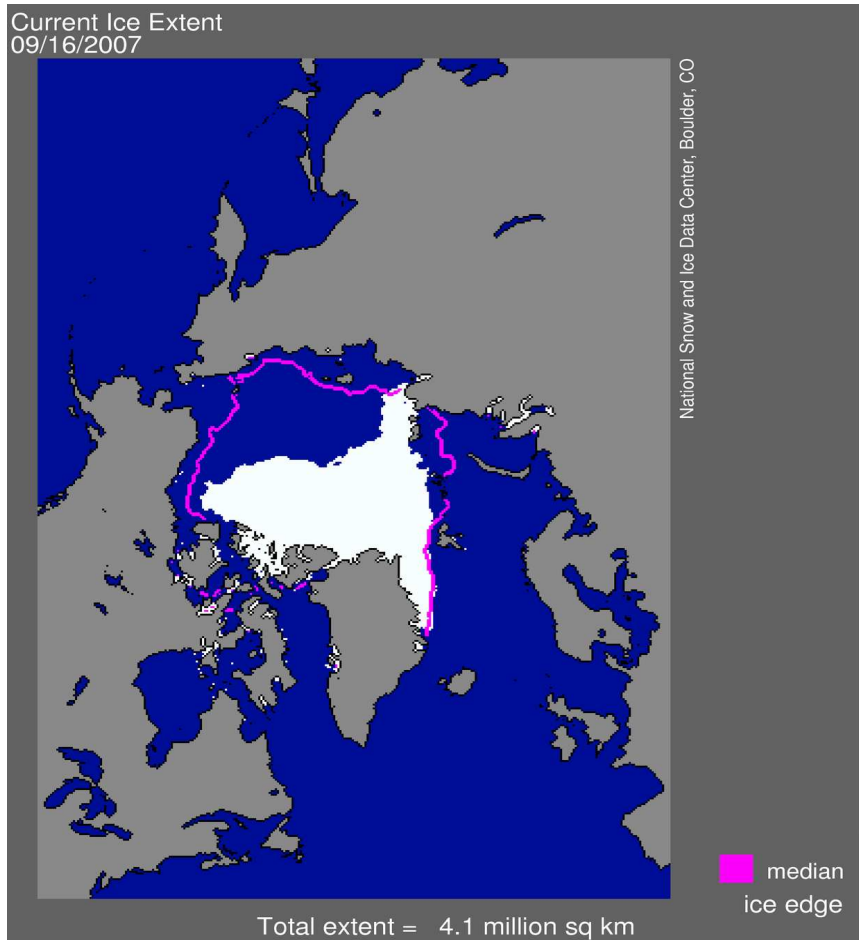 Current Ice Extent
09/16/2007
National Snow and Ice Data Center, Boulder, CO
median
ice edge
Total extent = 4.1 million sq km